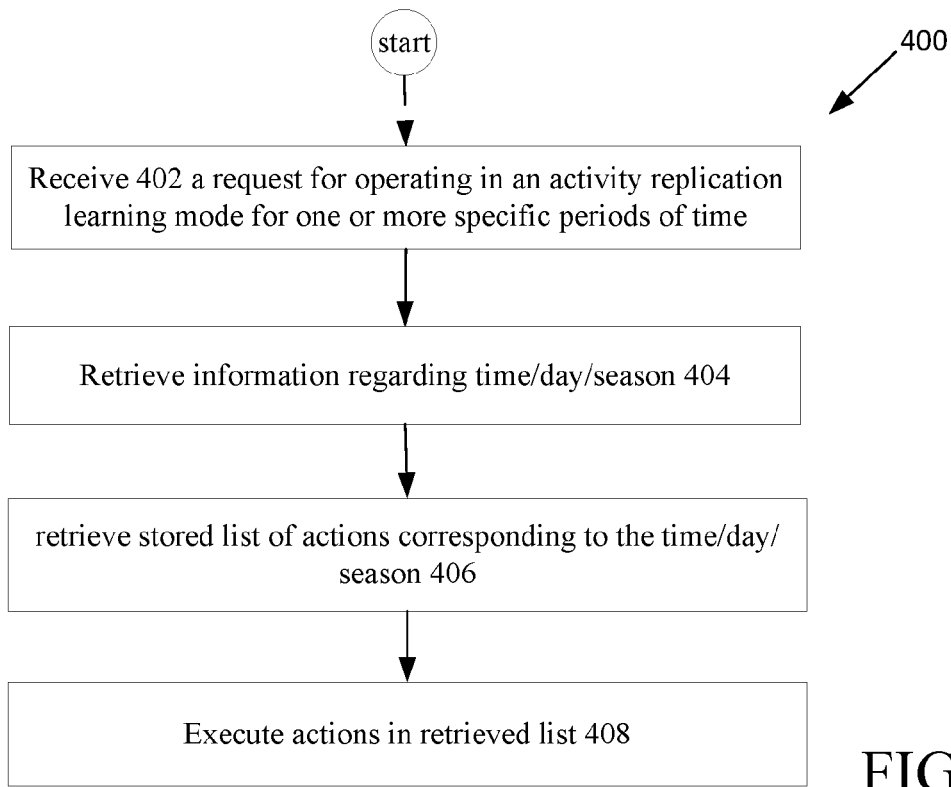 start
400
Receive 402 a request for operating in an activity replication
learning mode for one or more specific periods of time
Retrieve information regarding time/day/season 404
retrieve stored list of actions corresponding to the time/day/
season 406
Execute actions in retrieved list 408
FIG